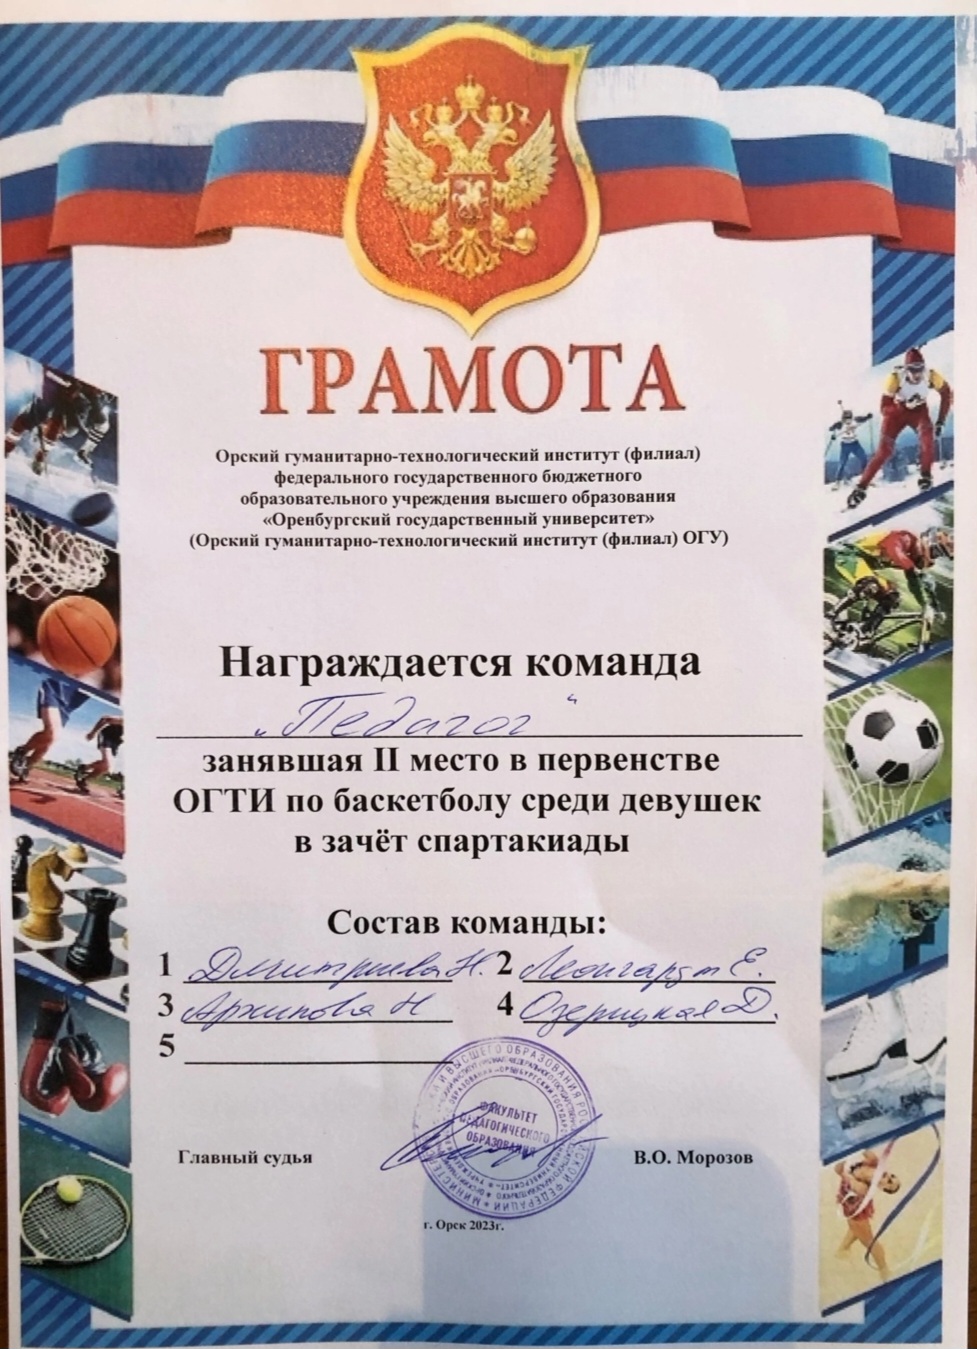 ГРАМОТА
Орский гуманитарно-технологический институт (филиал)
федерального государственного бюджетного
образовательного учреждения высшего образования
«Оренбургский государственный университет»
(Орский гуманитарно-технологический институт (филиал) ОГУ)
Награждается команда
„Педагог“
занявшая II место в первенстве
ОГТИ по баскетболу среди девушек
в зачёт спартакиады
Состав команды:
1 Дмитриева Н. 2 Леонгардт Е.
3 Архипова Н 4 Озерицкая Д.
5
ФАКУЛЬТЕТ
ПЕДАГОГИЧЕСКОГО
ОБРАЗОВАНИЯ
Главный судья В.О. Морозов
г. Орск 2023г.